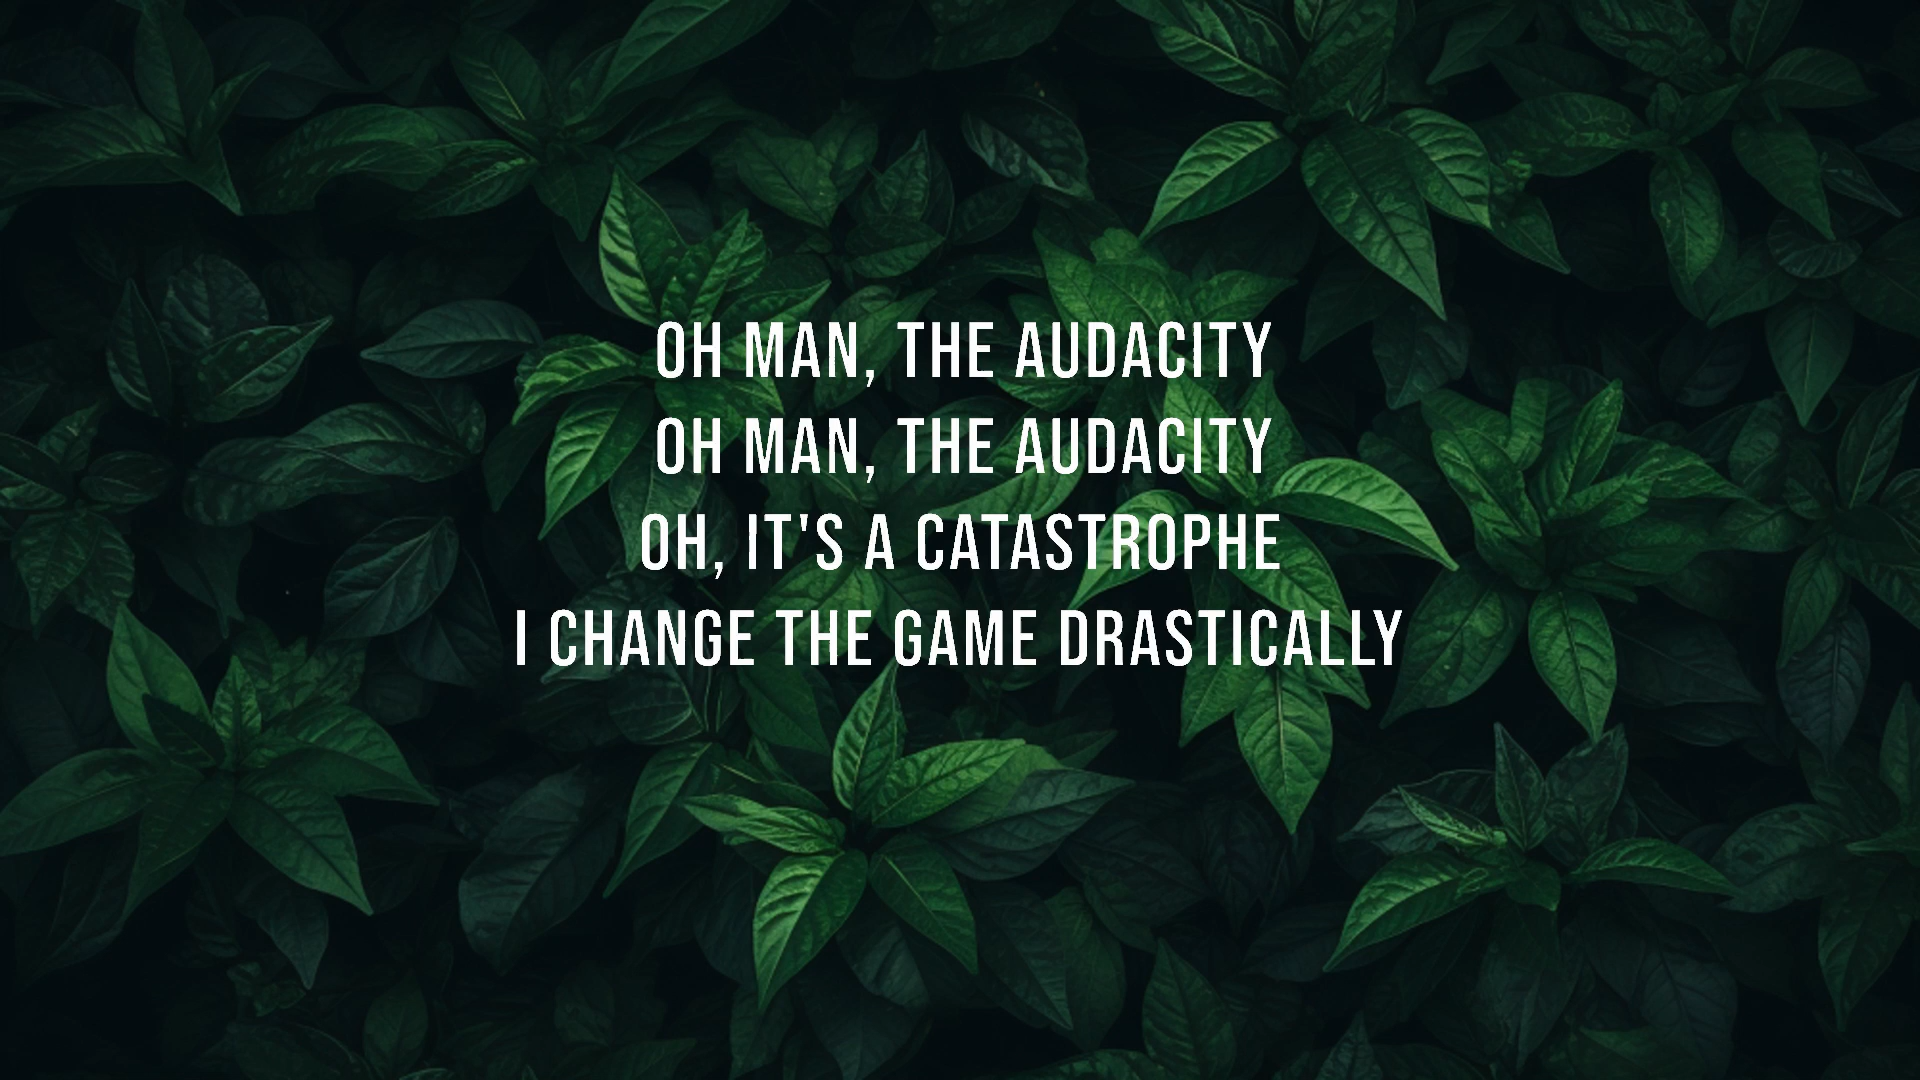 OH MAN, THE AUDACITY
OH MAN, THE AUDACITY
OH, IT'S A CATASTROPHE
I CHANGE THE GAME DRASTICALLY